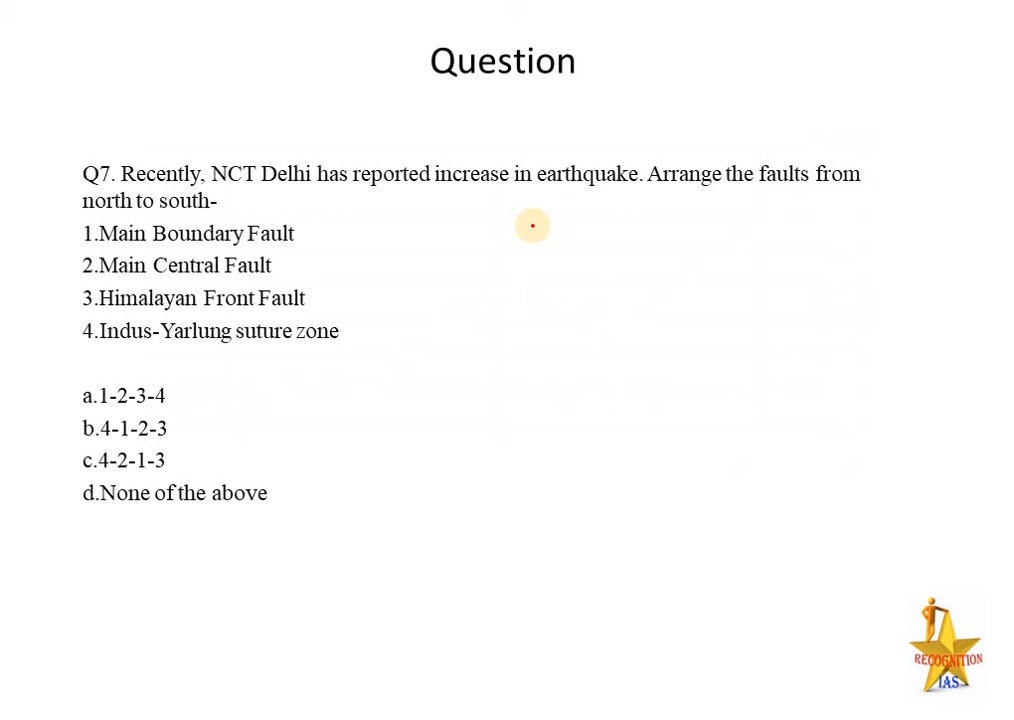 Question
Q7. Recently, NCT Delhi has reported increase in earthquake. Arrange the faults from
north to south-
1.Main Boundary Fault
2.Main Central Fault
3.Himalayan Front Fault
4.Indus-Yarlung suture zone
a.1-2-3-4
b.4-1-2-3
c.4-2-1-3
d.None of the above
RECOGNITION
IAS